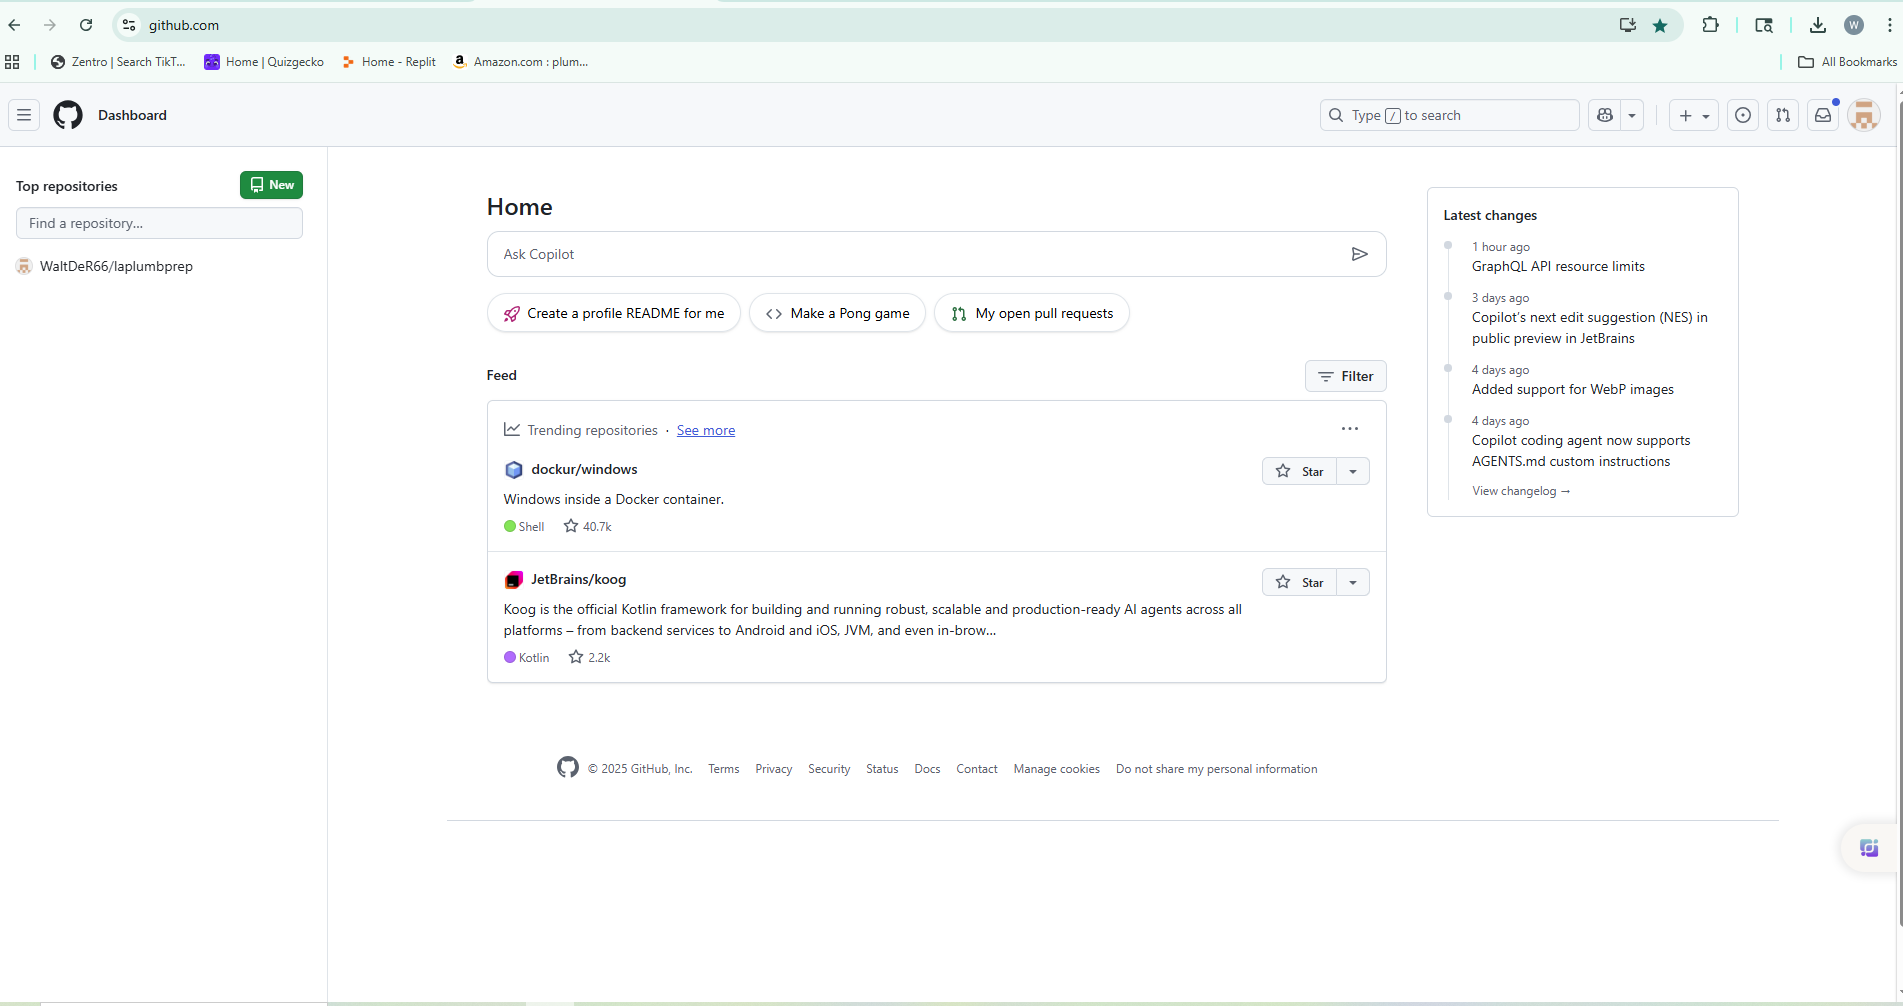 github.com
W
Zentro | Search TikT...
Home | Quizgecko
Home - Replit
Amazon.com : plum...
All Bookmarks
Dashboard
Type / to search
Top repositories
New
Find a repository...
WaltDeR66/laplumbprep
Home
Ask Copilot
Create a profile README for me
Make a Pong game
My open pull requests
Feed
Filter
Trending repositories · See more
dockur/windows
Star
Windows inside a Docker container.
Shell 40.7k
JetBrains/koog
Star
Koog is the official Kotlin framework for building and running robust, scalable and production-ready AI agents across all
platforms – from backend services to Android and iOS, JVM, and even in-brow...
Kotlin 2.2k
Latest changes
1 hour ago
GraphQL API resource limits
3 days ago
Copilot's next edit suggestion (NES) in
public preview in JetBrains
4 days ago
Added support for WebP images
4 days ago
Copilot coding agent now supports
AGENTS.md custom instructions
View changelog →
© 2025 GitHub, Inc. Terms Privacy Security Status Docs Contact Manage cookies Do not share my personal information